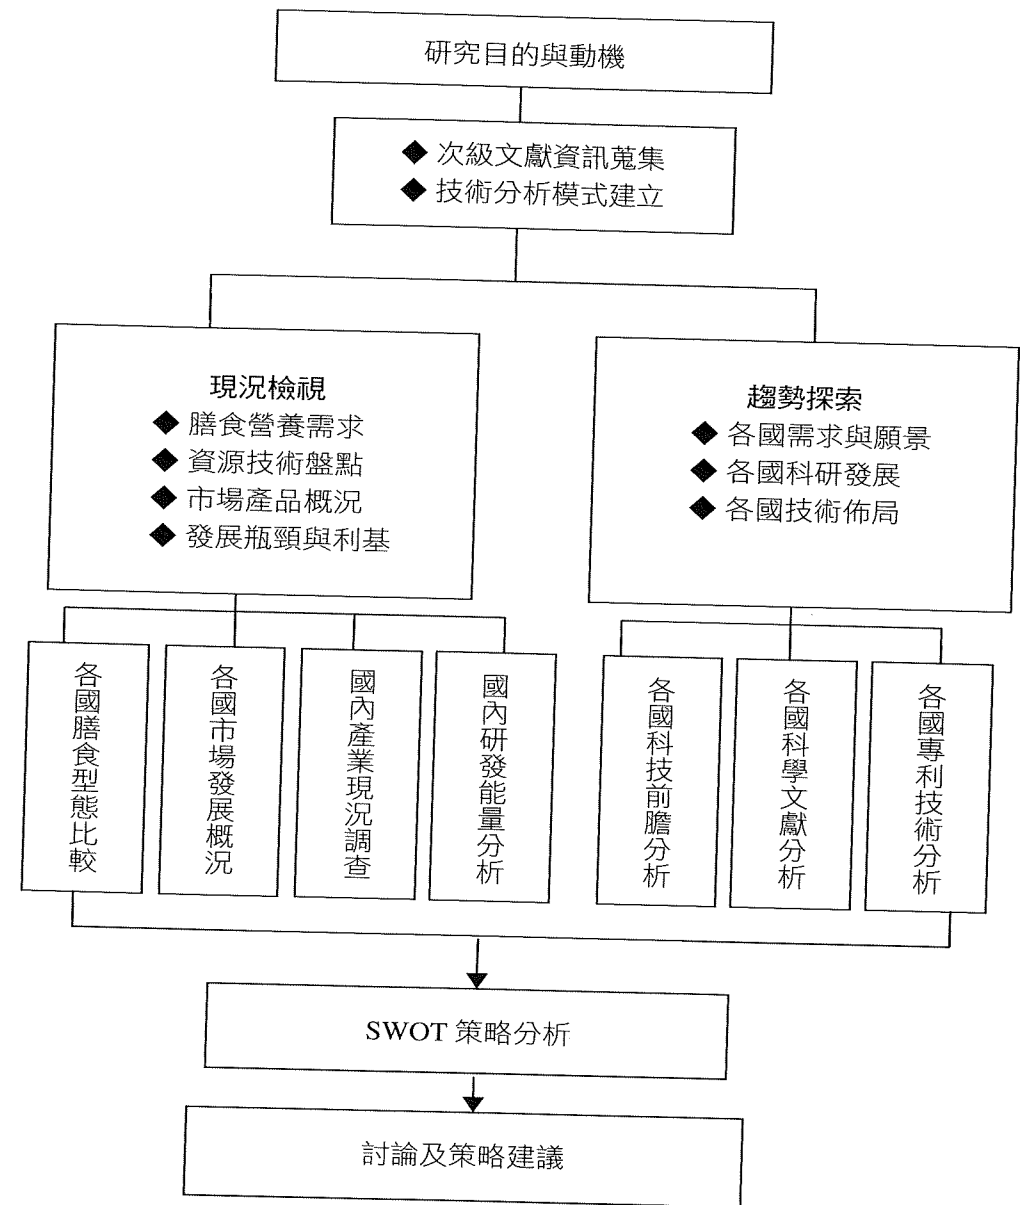 研究目的與動機
◆ 次級文獻資訊蒐集
◆ 技術分析模式建立
現況檢視
◆ 膳食營養需求
◆ 資源技術盤點
◆ 市場產品概況
◆ 發展瓶頸與利基
趨勢探索
◆ 各國需求與願景
◆ 各國科研發展
◆ 各國技術佈局
各國膳食型態比較
各國市場發展概況
國內產業現況調查
國內研發能量分析
各國科技前瞻分析
各國科學文獻分析
各國專利技術分析
SWOT 策略分析
討論及策略建議